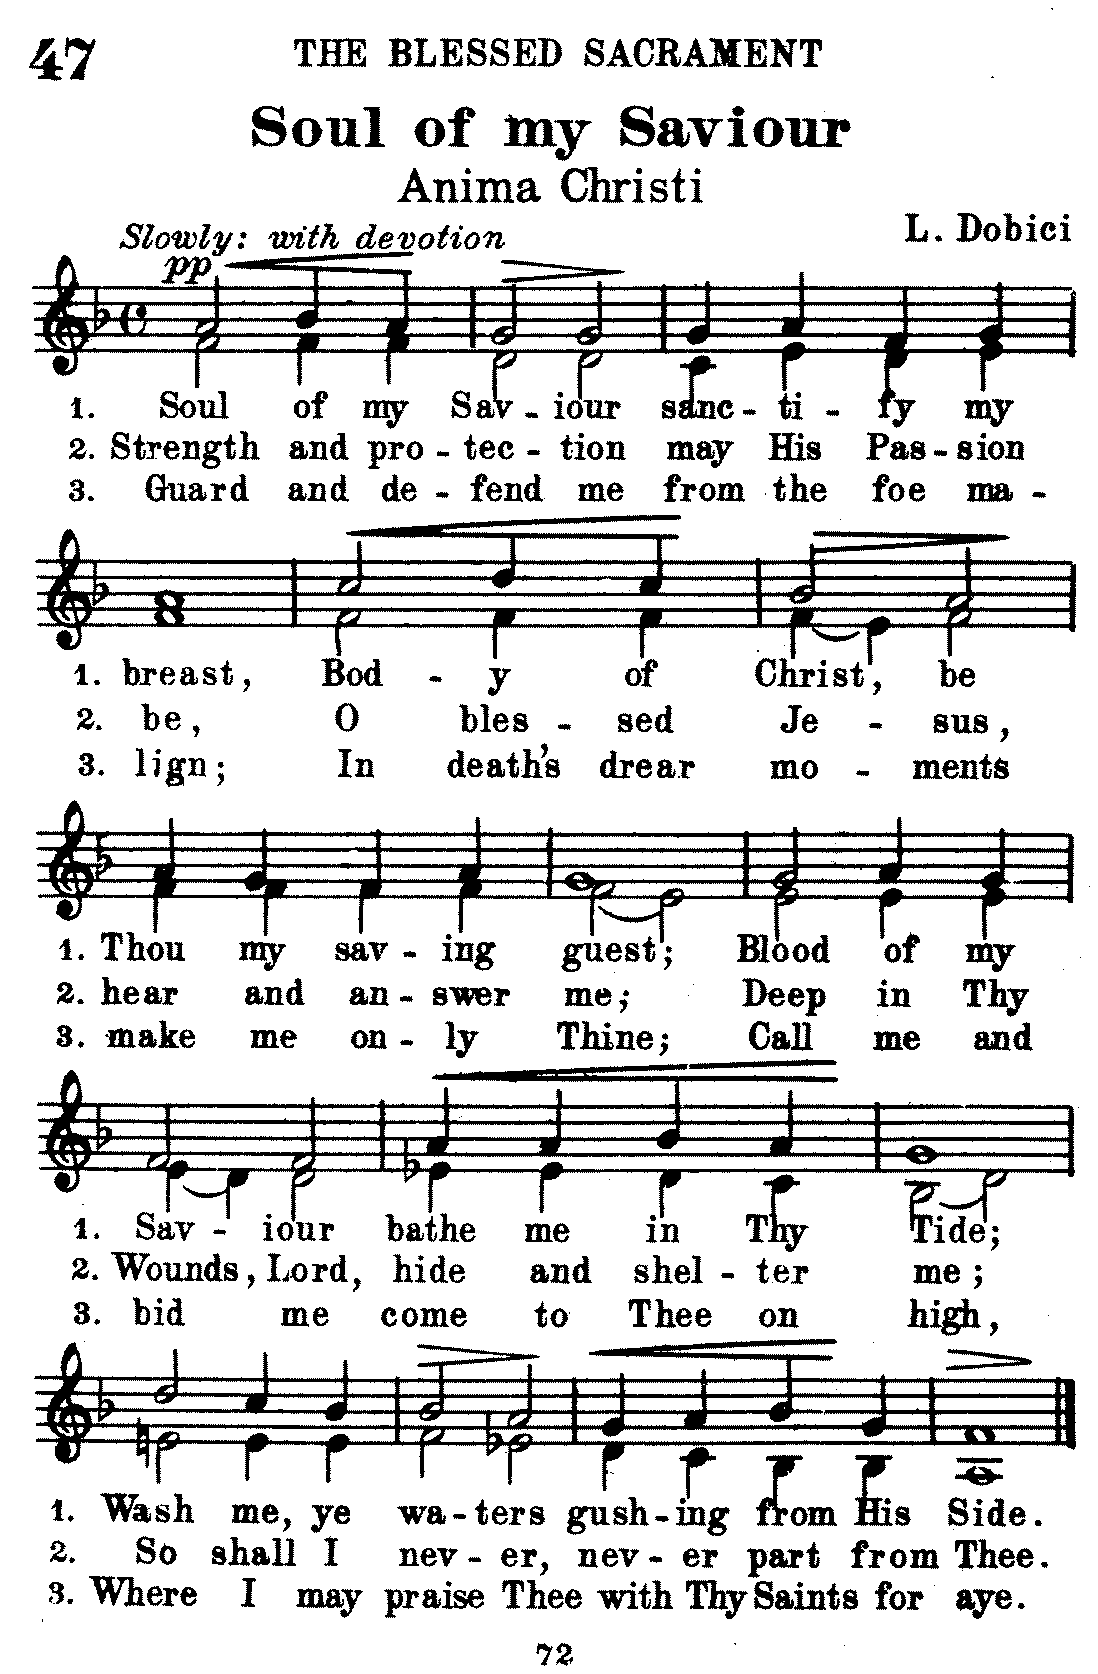 47
THE BLESSED SACRAMENT
Soul of my Saviour
Anima Christi
L. Dobici
Slowly: with devotion
pp
1. Soul of my Sav - iour sanc - ti - fy my
2. Strength and pro - tec - tion may His Pas - sion
3. Guard and de - fend me from the foe ma -
1. breast, Bod - y of Christ, be
2. be, O bles - sed Je - sus,
3. lign; In death's drear mo - ments
1. Thou my sav - ing guest; Blood of my
2. hear and an - swer me; Deep in Thy
3. make me on - ly Thine; Call me and
1. Sav - iour bathe me in Thy Tide;
2. Wounds, Lord, hide and shel - ter me;
3. bid me come to Thee on high,
1. Wash me, ye wa - ters gush - ing from His Side.
2. So shall I nev - er, nev - er part from Thee.
3. Where I may praise Thee with Thy Saints for aye.
72